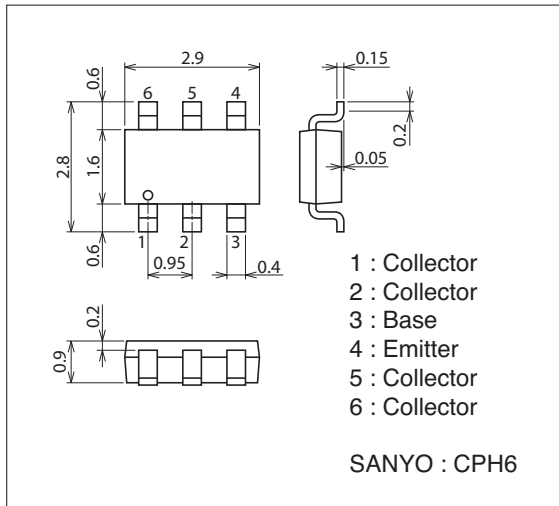 2.9
0.15
0.6
6
5
4
0.2
2.8
1.6
0.05
0.6
1
2
3
0.95
0.4
0.2
0.9
1 : Collector
2 : Collector
3 : Base
4 : Emitter
5 : Collector
6 : Collector
SANYO : CPH6